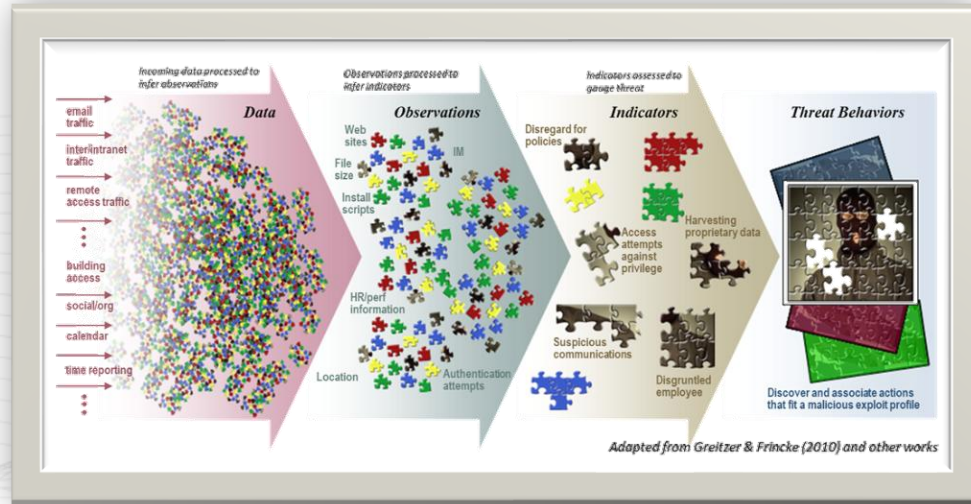 Incoming data processed to
infer observations
Observations processed to
infer indicators
Indicators assessed to
gauge threat
Data
Observations
Indicators
Threat Behaviors
email
traffic
inter/intranet
traffic
remote
access traffic
building
access
social/org
calendar
time reporting
Web
sites
IM
File
size
Install
scripts
HR/perf
information
Location
Authentication
attempts
Disregard for
policies
Access
attempts
against
privilege
Harvesting
proprietary data
Suspicious
communications
Disgruntled
employee
Discover and associate actions
that fit a malicious exploit profile
Adapted from Greitzer & Frincke (2010) and other works